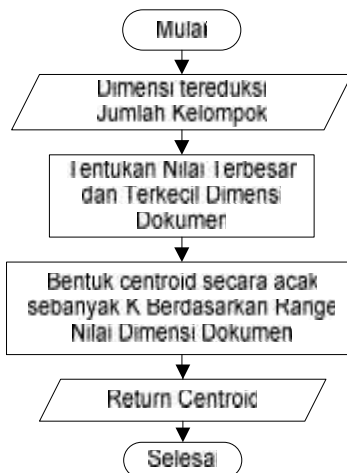 Mulai
Dimensi tereduksi
Jumlah Kelompok
Tentukan Nilai Terbesar
dan Terkecil Dimensi
Dokumen
Bentuk centroid secara acak
sebanyak K Berdasarkan Range
Nilai Dimensi Dokumen
Return Centroid
Selesai